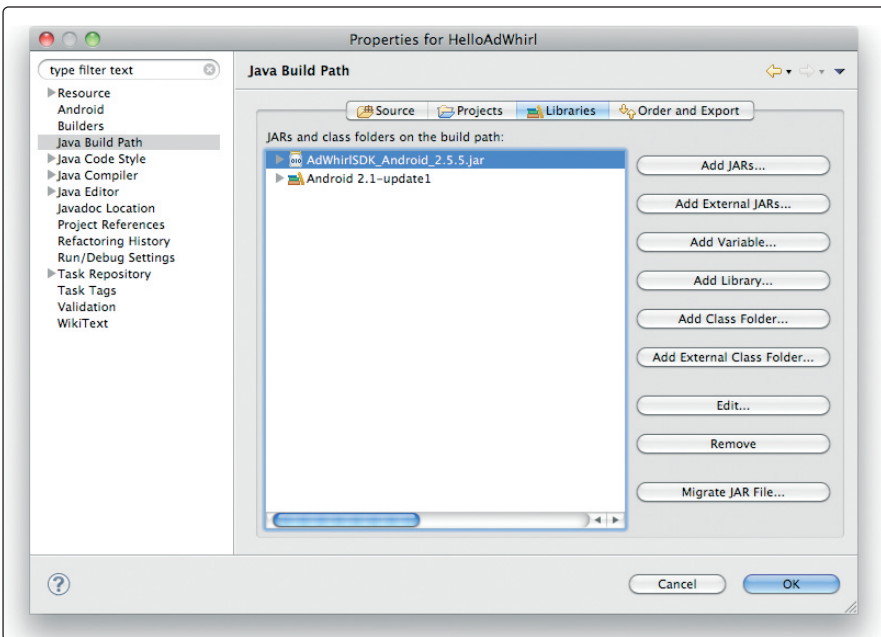 Properties for HelloAdWhirl
type filter text
Resource
Android
Builders
Java Build Path
Java Code Style
Java Compiler
Java Editor
Javadoc Location
Project References
Refactoring History
Run/Debug Settings
Task Repository
Task Tags
Validation
WikiText
Java Build Path
Source
Projects
Libraries
Order and Export
JARs and class folders on the build path:
AdWhirlSDK_Android_2.5.5.jar
Android 2.1-update1
Add JARs...
Add External JARs...
Add Variable...
Add Library...
Add Class Folder...
Add External Class Folder...
Edit...
Remove
Migrate JAR File...
?
Cancel
OK